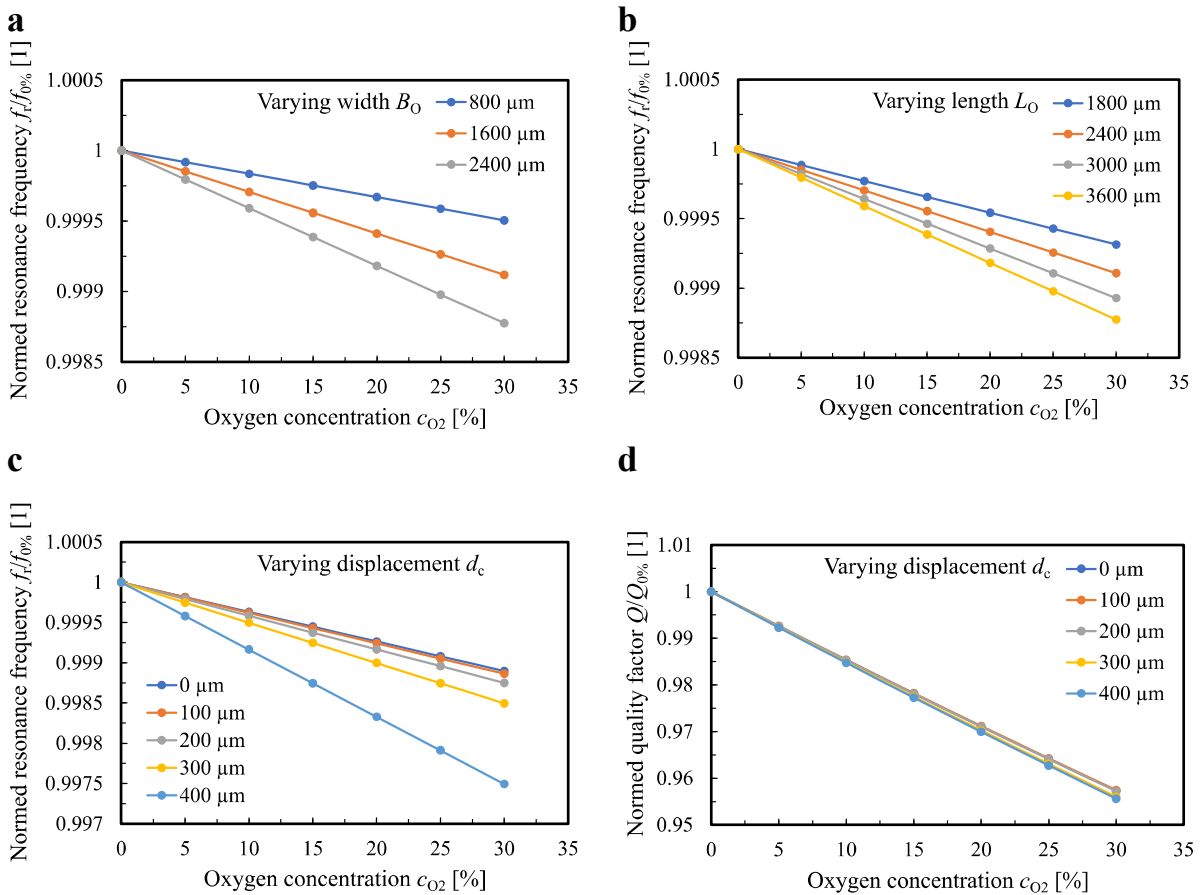 a
Normed resonance frequency fr/f0% [1]
1.0005
1
0.9995
0.999
0.9985
Varying width BO
800 µm
1600 µm
2400 µm
0 5 10 15 20 25 30 35
Oxygen concentration cO2 [%]
b
Normed resonance frequency fr/f0% [1]
1.0005
1
0.9995
0.999
0.9985
Varying length LO
1800 µm
2400 µm
3000 µm
3600 µm
0 5 10 15 20 25 30 35
Oxygen concentration cO2 [%]
c
Normed resonance frequency fr/f0% [1]
1.0005
1
0.9995
0.999
0.9985
0.998
0.9975
0.997
Varying displacement dc
0 µm
100 µm
200 µm
300 µm
400 µm
0 5 10 15 20 25 30 35
Oxygen concentration cO2 [%]
d
Normed quality factor Q/Q0% [1]
1.01
1
0.99
0.98
0.97
0.96
0.95
Varying displacement dc
0 µm
100 µm
200 µm
300 µm
400 µm
0 5 10 15 20 25 30 35
Oxygen concentration cO2 [%]